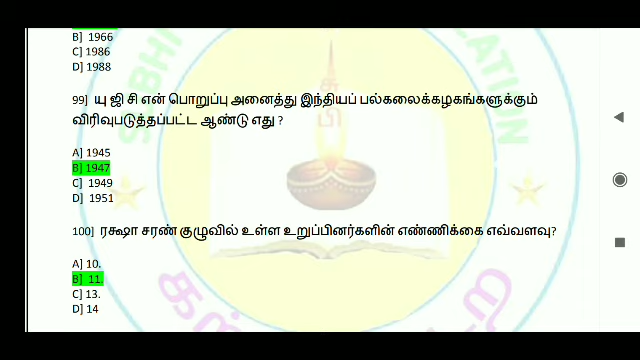 B] 1966
C] 1986
D] 1988
99] யு ஜி சி என் பொறுப்பு அனைத்து இந்தியப் பல்கலைக்கழகங்களுக்கும்
விரிவுபடுத்தப்பட்ட ஆண்டு எது ?
A] 1945
B] 1947
C] 1949
D] 1951
100] ரக்ஷா சரண் குழுவில் உள்ள உறுப்பினர்களின் எண்ணிக்கை எவ்வளவு?
A] 10.
B] 11.
C] 13.
D] 14